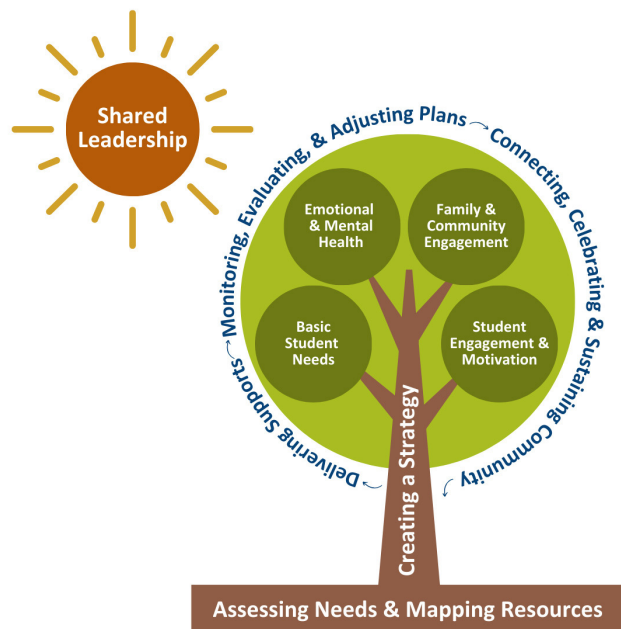 Shared
Leadership
Monitoring, Evaluating, & Adjusting Plans
Connecting, Celebrating & Sustaining Community
Delivering Supports
Emotional
& Mental
Health
Family &
Community
Engagement
Basic
Student
Needs
Student
Engagement &
Motivation
Creating a Strategy
Assessing Needs & Mapping Resources